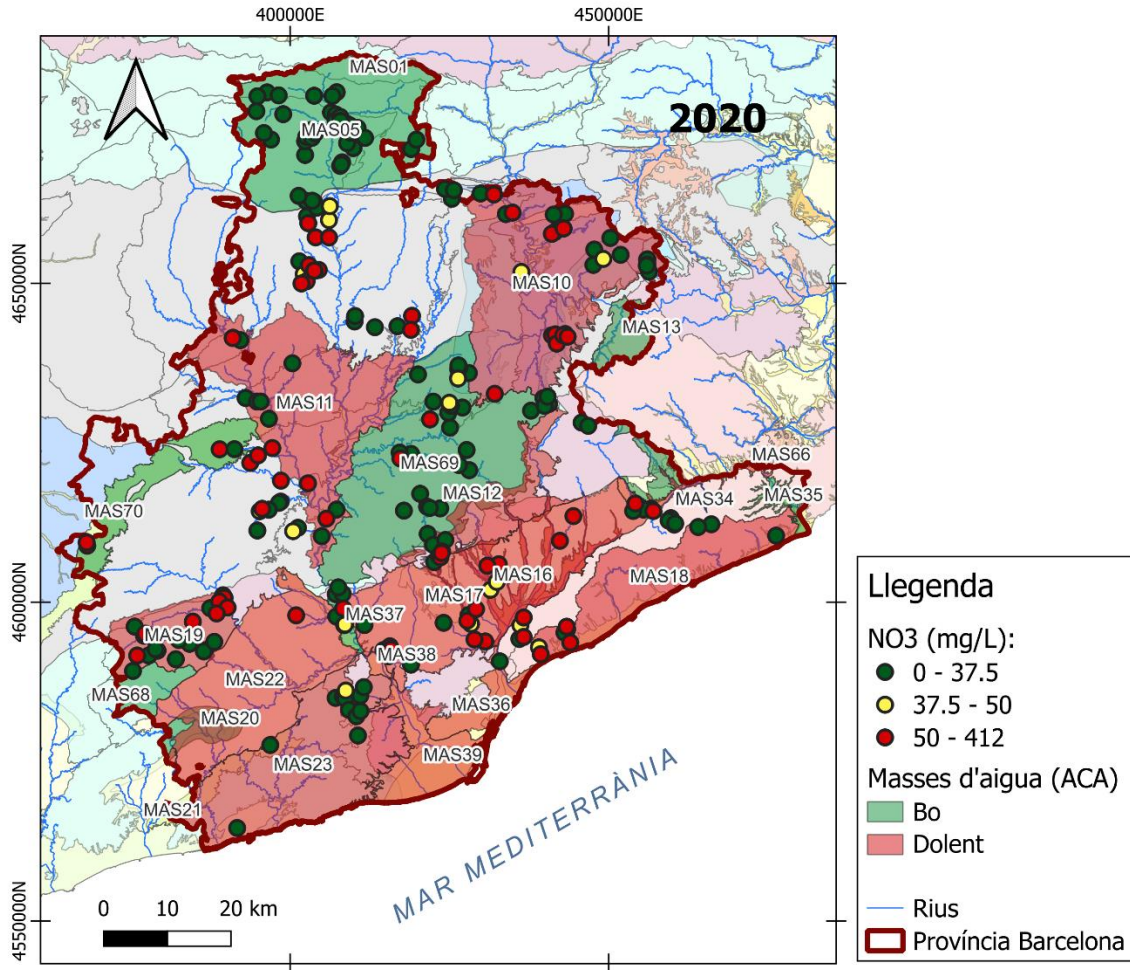 400000E
450000E
MAS01
2020
MAS05
4650000N
MAS10
MAS13
MAS11
MAS69
MAS66
MAS12
MAS34
MAS35
MAS70
MAS16
MAS18
4600000N
MAS17
MAS37
MAS19
MAS38
MAS68
MAS22
MAS36
MAS20
MAS39
MAS23
MAS21
MAR MEDITERRÀNIA
0 10 20 km
4550000N
Llegenda
NO3 (mg/L):
0 - 37.5
37.5 - 50
50 - 412
Masses d'aigua (ACA)
Bo
Dolent
Rius
Província Barcelona